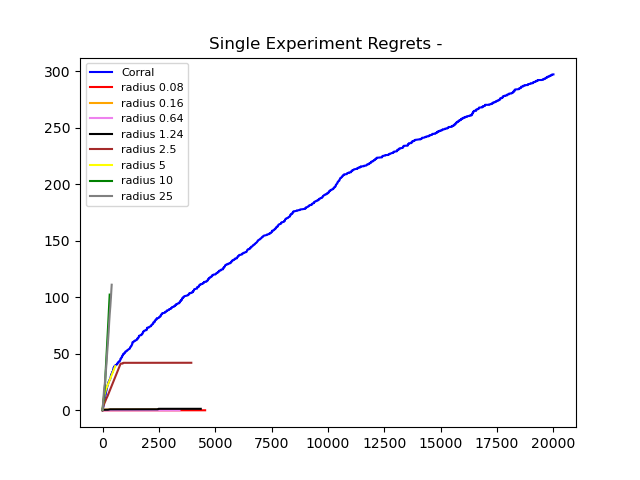 Single Experiment Regrets -
300
250
200
150
100
50
0
Corral
radius 0.08
radius 0.16
radius 0.64
radius 1.24
radius 2.5
radius 5
radius 10
radius 25
0 2500 5000 7500 10000 12500 15000 17500 20000